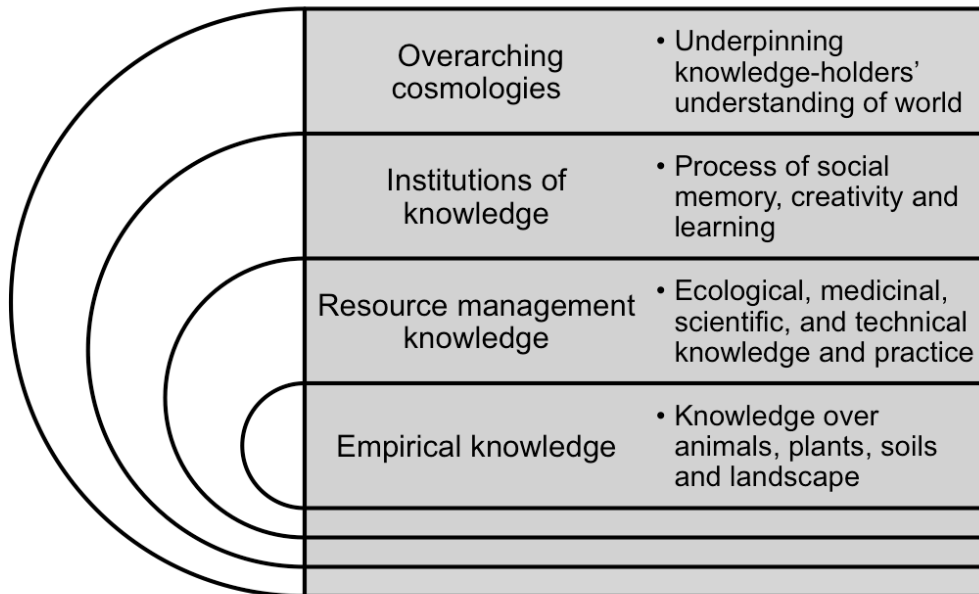 Overarching
cosmologies
• Underpinning
knowledge-holders’
understanding of world
Institutions of
knowledge
• Process of social
memory, creativity and
learning
Resource management
knowledge
• Ecological, medicinal,
scientific, and technical
knowledge and practice
Empirical knowledge
• Knowledge over
animals, plants, soils
and landscape